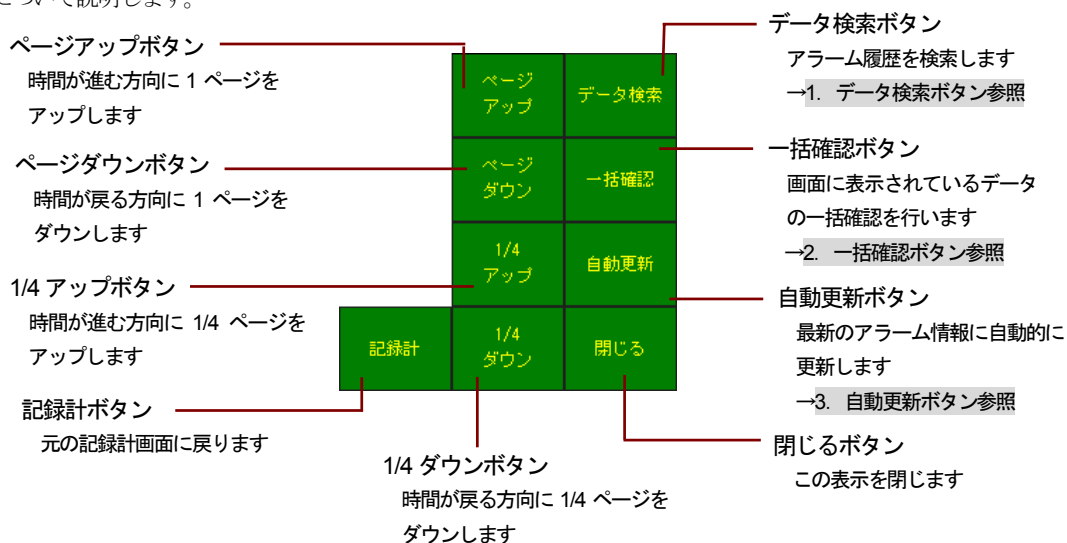 について説明します。
ページアップボタン
時間が進む方向に 1 ページを
アップします
ページダウンボタン
時間が戻る方向に 1 ページを
ダウンします
1/4 アップボタン
時間が進む方向に 1/4 ページを
アップします
記録計ボタン
元の記録計画面に戻ります
ページ
アップ
データ検索
ページ
ダウン
一括確認
1/4
アップ
自動更新
記録計
1/4
ダウン
閉じる
1/4 ダウンボタン
時間が戻る方向に 1/4 ページを
ダウンします
データ検索ボタン
アラーム履歴を検索します
→1. データ検索ボタン参照
一括確認ボタン
画面に表示されているデータ
の一括確認を行います
→2. 一括確認ボタン参照
自動更新ボタン
最新のアラーム情報に自動的に
更新します
→3. 自動更新ボタン参照
閉じるボタン
この表示を閉じます